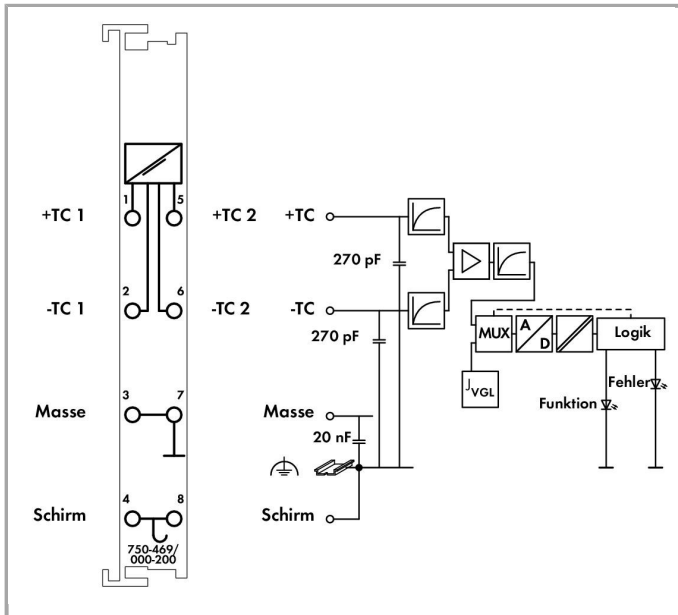 1 5
+TC 1 +TC 2 +TC
270 pF
2 6
-TC 1 -TC 2 -TC
270 pF
MUX A D Logik
J VGL
Fehler
Funktion
3 7
Masse Masse
20 nF
4 8
Schirm Schirm
750-469/
000-200